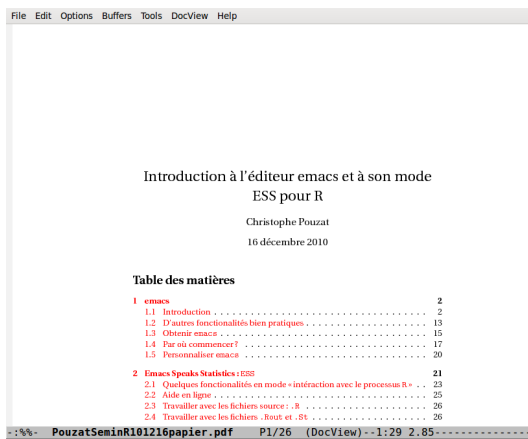 File Edit Options Buffers Tools DocView Help
Introduction à l'éditeur emacs et à son mode
ESS pour R
Christophe Pouzat
16 décembre 2010
Table des matières
1 emacs 2
1.1 Introduction . . . . . . . . . . . . . . . . . . . . . . . . . . . . . . . . . . . 2
1.2 D'autres fonctionalités bien pratiques . . . . . . . . . . . . . . . . . . . . 13
1.3 Obtenir emacs . . . . . . . . . . . . . . . . . . . . . . . . . . . . . . . . . . 15
1.4 Par où commencer ? . . . . . . . . . . . . . . . . . . . . . . . . . . . . . . 17
1.5 Personnaliser emacs . . . . . . . . . . . . . . . . . . . . . . . . . . . . . . 20
2 Emacs Speaks Statistics : ESS 21
2.1 Quelques fonctionalités en mode « intération avec le processus R » . . 23
2.2 Aide en ligne . . . . . . . . . . . . . . . . . . . . . . . . . . . . . . . . . . . 25
2.3 Travailler avec les fichiers source : .R . . . . . . . . . . . . . . . . . . . . 26
2.4 Travailler avec les fichiers .Rout et .St . . . . . . . . . . . . . . . . . . . 26
-:%%- PouzatSeminR101216papier.pdf P1/26 (DocView)--1:29 2.85---------------